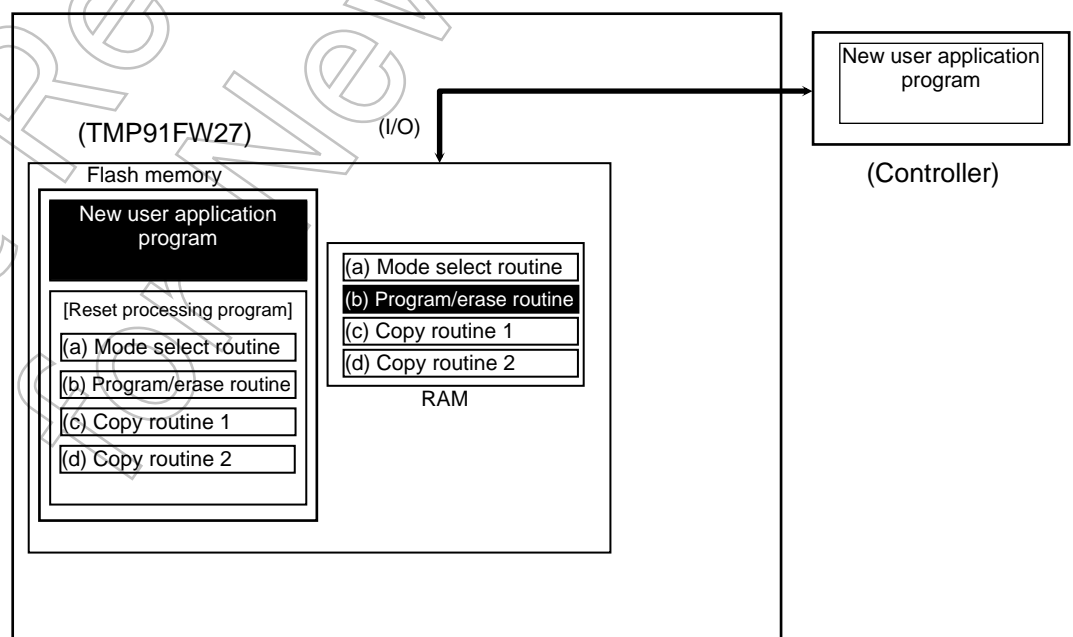 New user application
program
(Controller)
(I/O)
(TMP91FW27)
Flash memory
New user application
program
[Reset processing program]
(a) Mode select routine
(b) Program/erase routine
(c) Copy routine 1
(d) Copy routine 2
(a) Mode select routine
(b) Program/erase routine
(c) Copy routine 1
(d) Copy routine 2
RAM